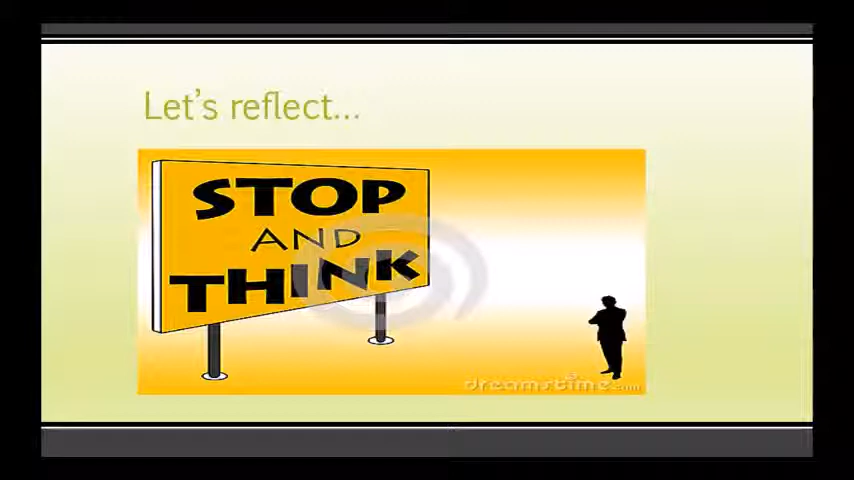 Let's reflect...
STOP
AND
THINK
dreamstime.com